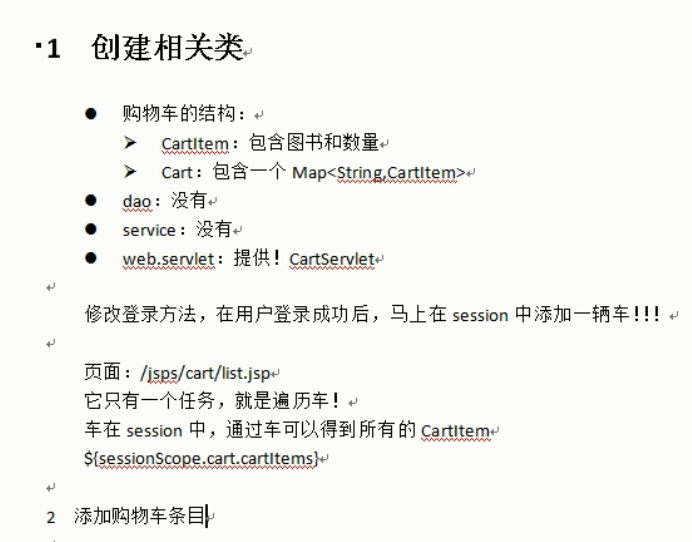 1 创建相关类
● 购物车的结构：
➢ CartItem：包含图书和数量
➢ Cart：包含一个 Map<String,CartItem>
● dao：没有
● service：没有
● web.servlet：提供！CartServlet
修改登录方法，在用户登录成功后，马上在 session 中添加一辆车！！！
页面：/jsps/cart/list.jsp
它只有一个任务，就是遍历车！
车在 session 中，通过车可以得到所有的 CartItem
${sessionScope.cart.cartItems}
2 添加购物车条目